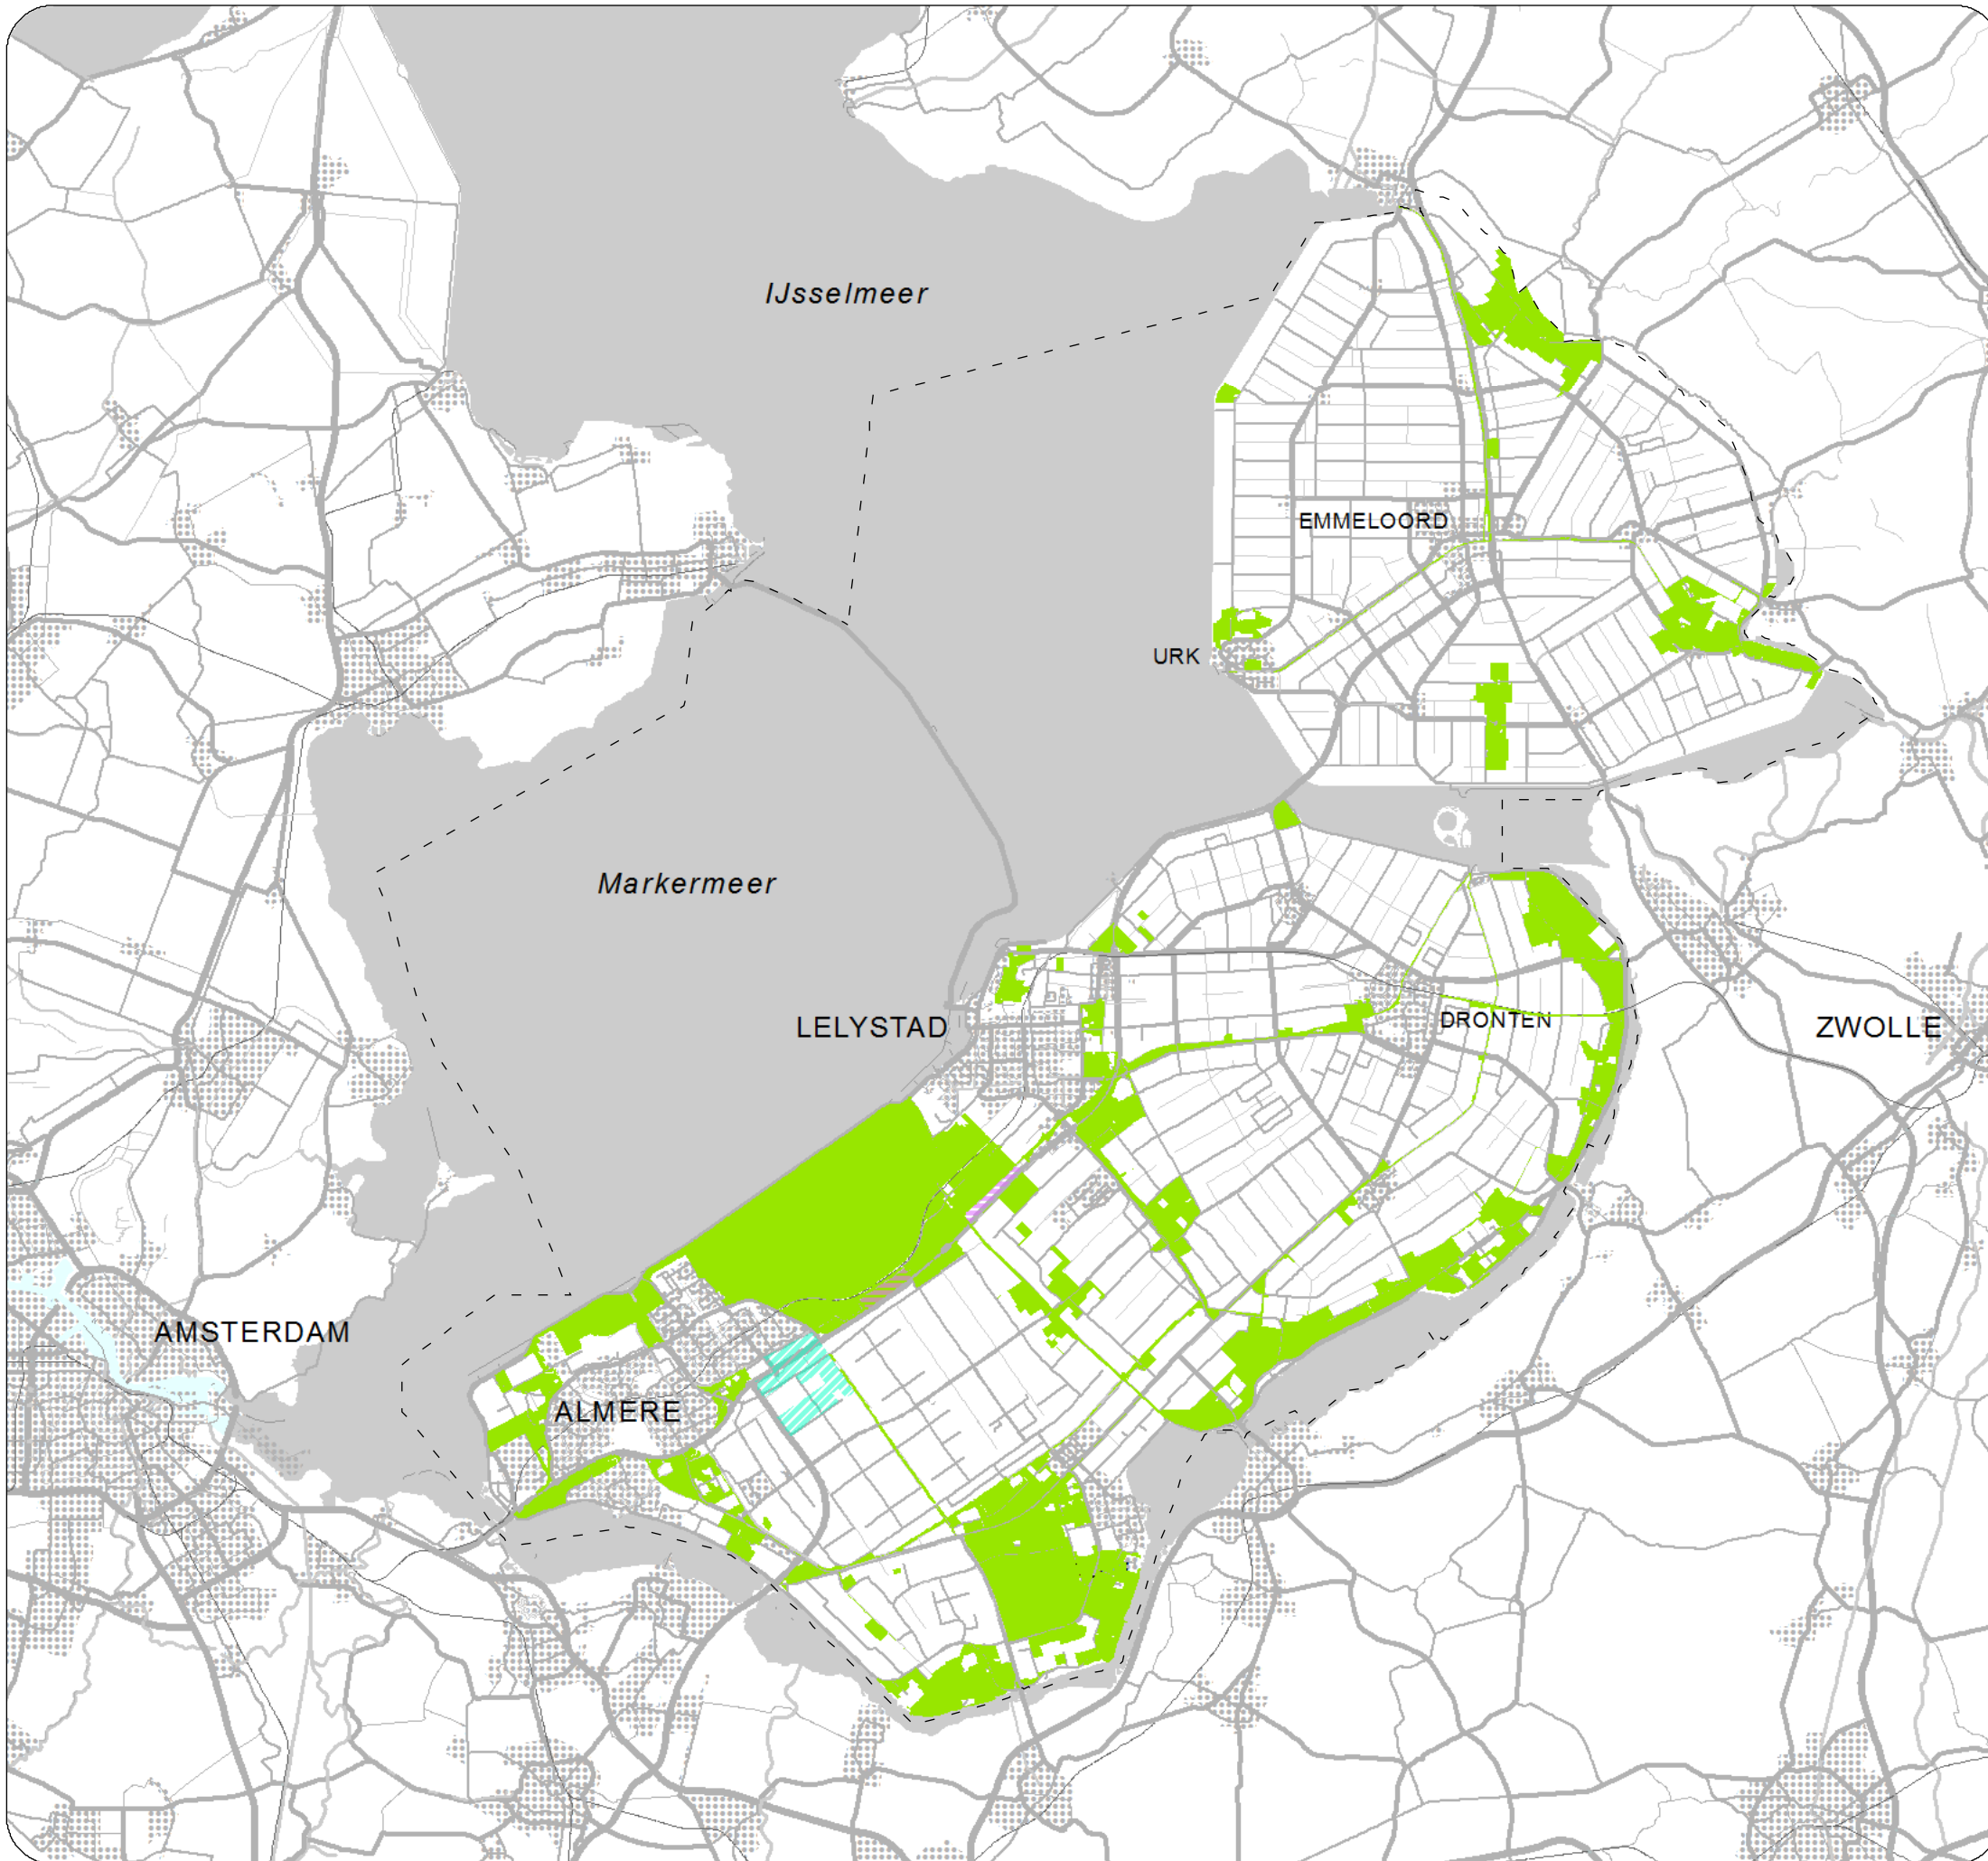 IJsselmeer
EMMELOORD
URK
Markermeer
LELYSTAD
DRONTEN
ZWOLLE
AMSTERDAM
ALMERE